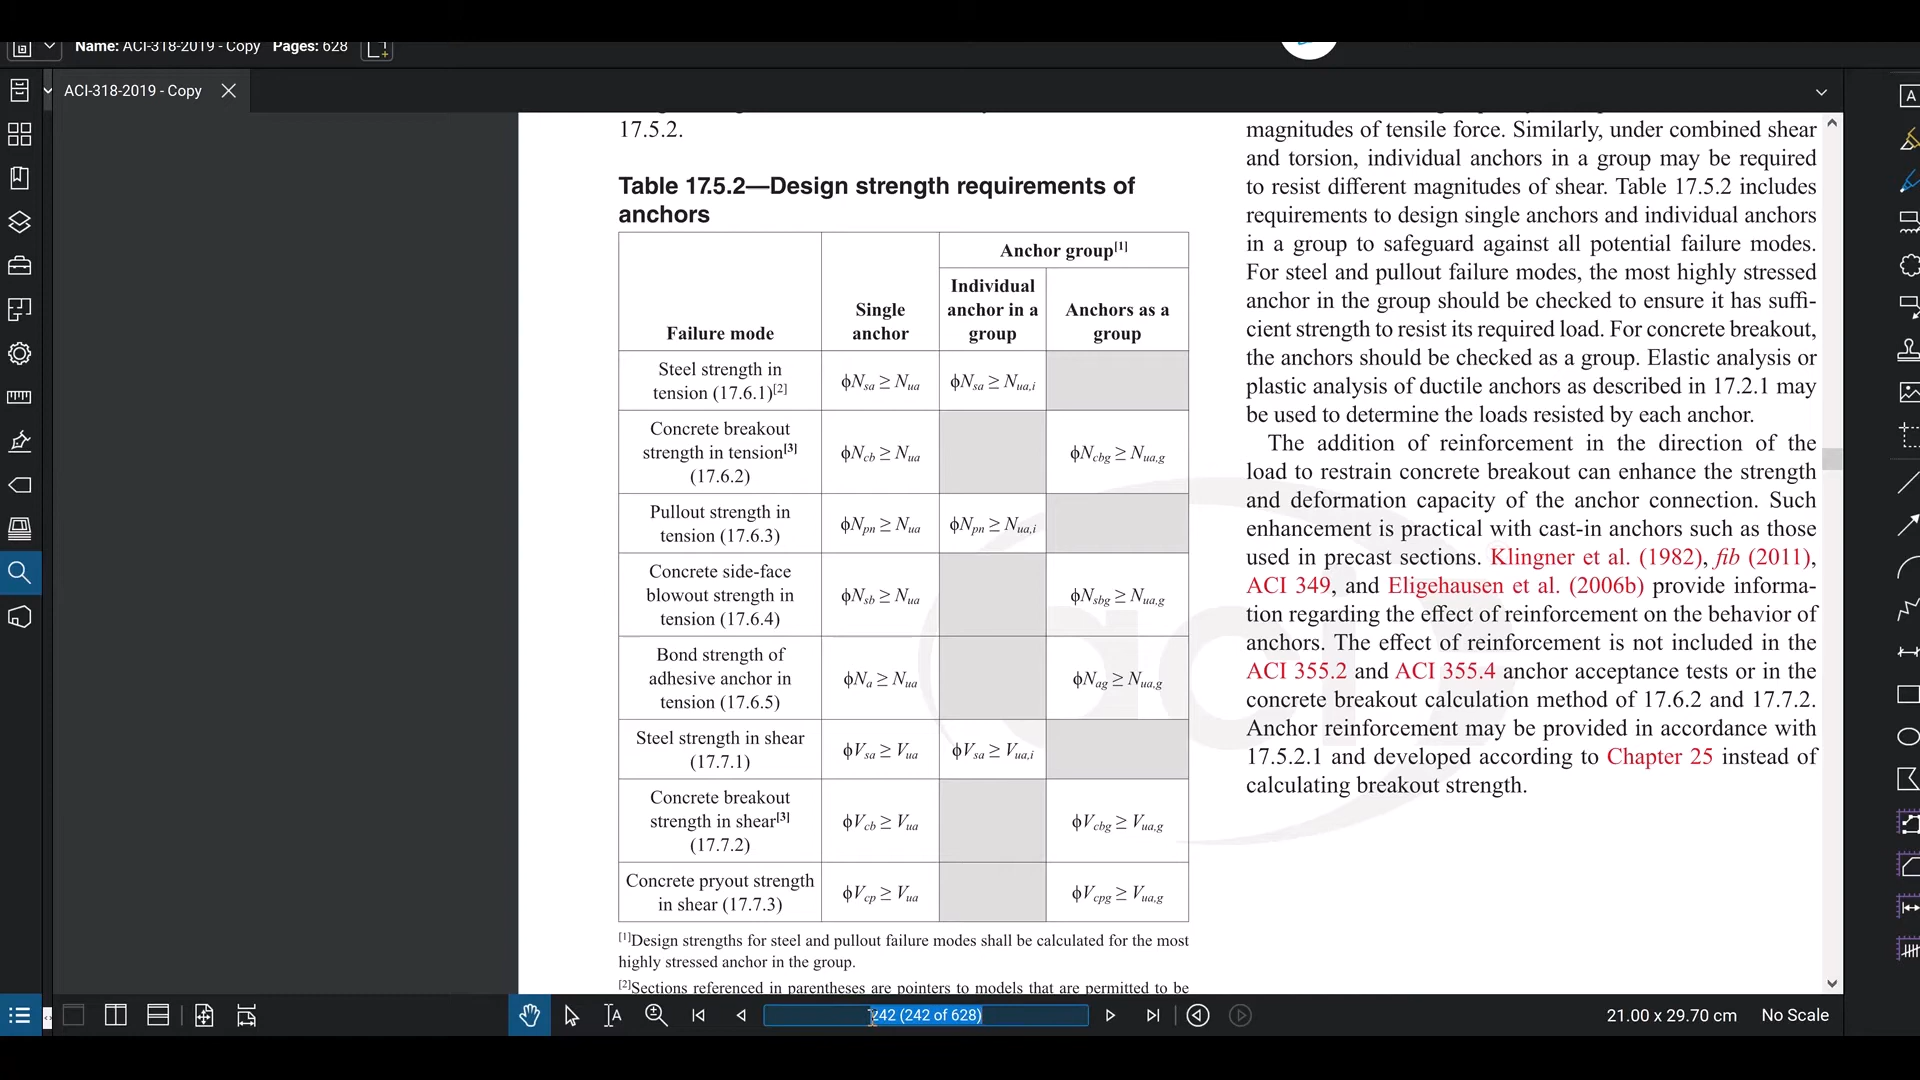 Name: ACI-318-2019 - Copy Pages: 628
ACI-318-2019 - Copy
17.5.2.
Table 17.5.2—Design strength requirements of
anchors
Failure mode
Single
anchor
Anchor group[1]
Individual
anchor in a
group
Anchors as a
group
Steel strength in
tension (17.6.1)[2]
ϕNsa ≥ Nua
ϕNsa ≥ Nua,i
Concrete breakout
strength in tension[3]
(17.6.2)
ϕNcb ≥ Nua
ϕNcbg ≥ Nua,g
Pullout strength in
tension (17.6.3)
ϕNpn ≥ Nua
ϕNpn ≥ Nua,i
Concrete side-face
blowout strength in
tension (17.6.4)
ϕNsb ≥ Nua
ϕNsbg ≥ Nua,g
Bond strength of
adhesive anchor in
tension (17.6.5)
ϕNa ≥ Nua
ϕNag ≥ Nua,g
Steel strength in shear
(17.7.1)
ϕVsa ≥ Vua
ϕVsa ≥ Vua,i
Concrete breakout
strength in shear[3]
(17.7.2)
ϕVcb ≥ Vua
ϕVcbg ≥ Vua,g
Concrete pryout strength
in shear (17.7.3)
ϕVcp ≥ Vua
ϕVcpg ≥ Vua,g
[1]Design strengths for steel and pullout failure modes shall be calculated for the most
highly stressed anchor in the group.
[2]Sections referenced in parentheses are pointers to models that are permitted to be
magnitudes of tensile force. Similarly, under combined shear
and torsion, individual anchors in a group may be required
to resist different magnitudes of shear. Table 17.5.2 includes
requirements to design single anchors and individual anchors
in a group to safeguard against all potential failure modes.
For steel and pullout failure modes, the most highly stressed
anchor in the group should be checked to ensure it has suffi-
cient strength to resist its required load. For concrete breakout,
the anchors should be checked as a group. Elastic analysis or
plastic analysis of ductile anchors as described in 17.2.1 may
be used to determine the loads resisted by each anchor.
The addition of reinforcement in the direction of the
load to restrain concrete breakout can enhance the strength
and deformation capacity of the anchor connection. Such
enhancement is practical with cast-in anchors such as those
used in precast sections. Klingner et al. (1982), fib (2011),
ACI 349, and Eligehausen et al. (2006b) provide informa-
tion regarding the effect of reinforcement on the behavior of
anchors. The effect of reinforcement is not included in the
ACI 355.2 and ACI 355.4 anchor acceptance tests or in the
concrete breakout calculation method of 17.6.2 and 17.7.2.
Anchor reinforcement may be provided in accordance with
17.5.2.1 and developed according to Chapter 25 instead of
calculating breakout strength.
aci
242 (242 of 628)
21.00 x 29.70 cm No Scale